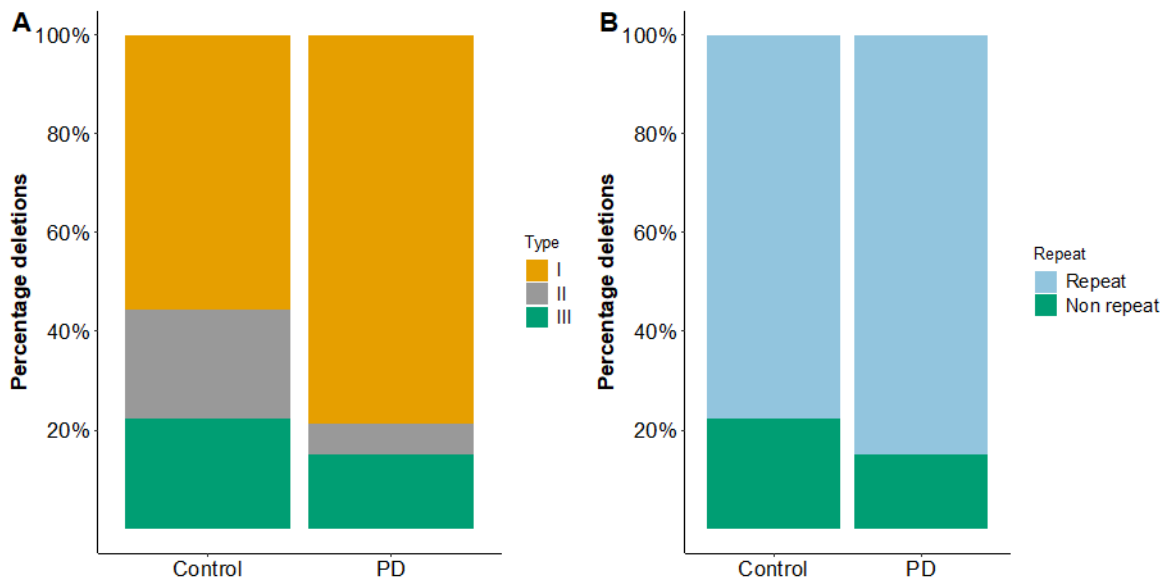 A
Percentage deletions
100%
80%
60%
40%
20%
Control PD
Type
I
II
III
B
Percentage deletions
100%
80%
60%
40%
20%
Control PD
Repeat
Repeat
Non repeat